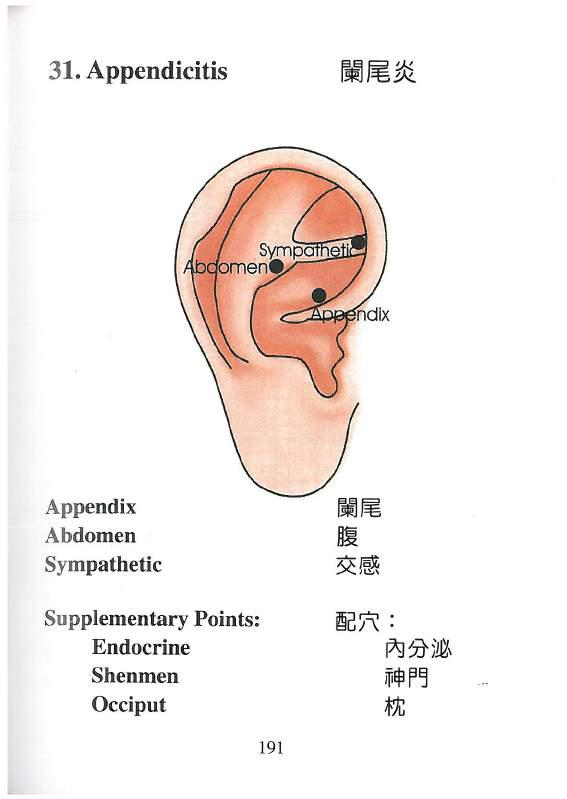 31. Appendicitis 闌尾炎
Sympathetic
Abdomen
Appendix
Appendix 闌尾
Abdomen 腹
Sympathetic 交感
Supplementary Points: 配穴：
Endocrine 內分泌
Shenmen 神門
Occiput 枕
191